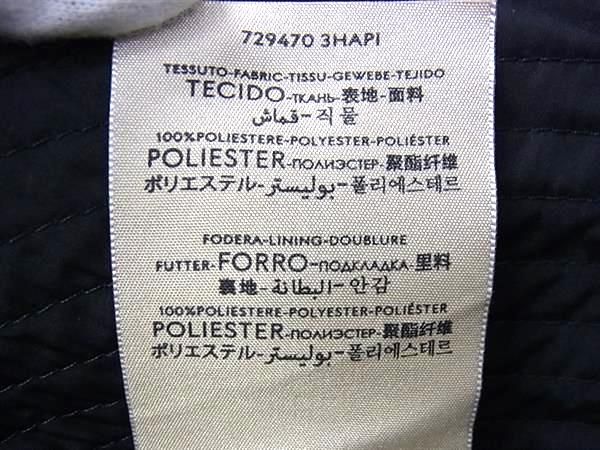 729470 3HAPI
TESSUTO-FABRIC-TISSU-GEWEBE-TEJIDO
TECIDO-ТКАНЬ-表地-面料
قماش-직물
100%POLIESTERE-POLYESTER-POLIÉSTER
POLIESTER-ПОЛИЭСТЕР-聚酯纤维
ポリエステル-بوليستر-폴리에스테르
FODERA-LINING-DOUBLURE
FUTTER-FORRO-ПОДКЛАДКА-里料
裏地-البطانة-안감
100%POLIESTERE-POLYESTER-POLIÉSTER
POLIESTER-ПОЛИЭСТЕР-聚酯纤维
ポリエステル-بوليستر-폴리에스테르